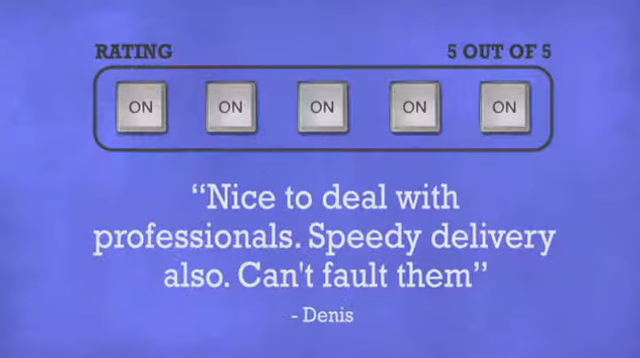 RATING 5 OUT OF 5
ON ON ON ON ON
“Nice to deal with
professionals. Speedy delivery
also. Can't fault them”
- Denis